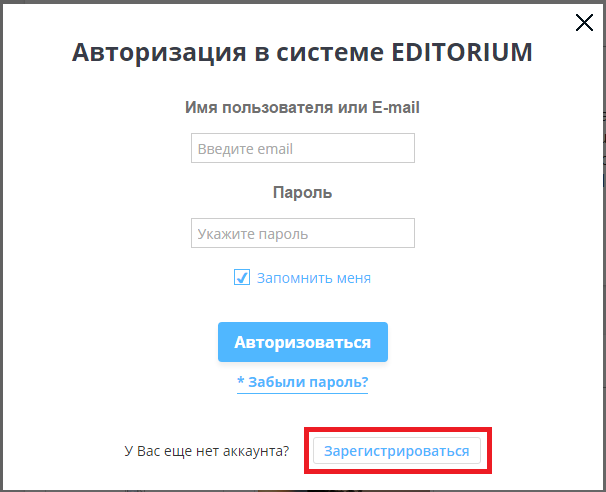 Авторизация в системе EDITORIUM
Имя пользователя или E-mail
Введите email
Пароль
Укажите пароль
Запомнить меня
Авторизоваться
* Забыли пароль?
У Вас еще нет аккаунта? Зарегистрироваться